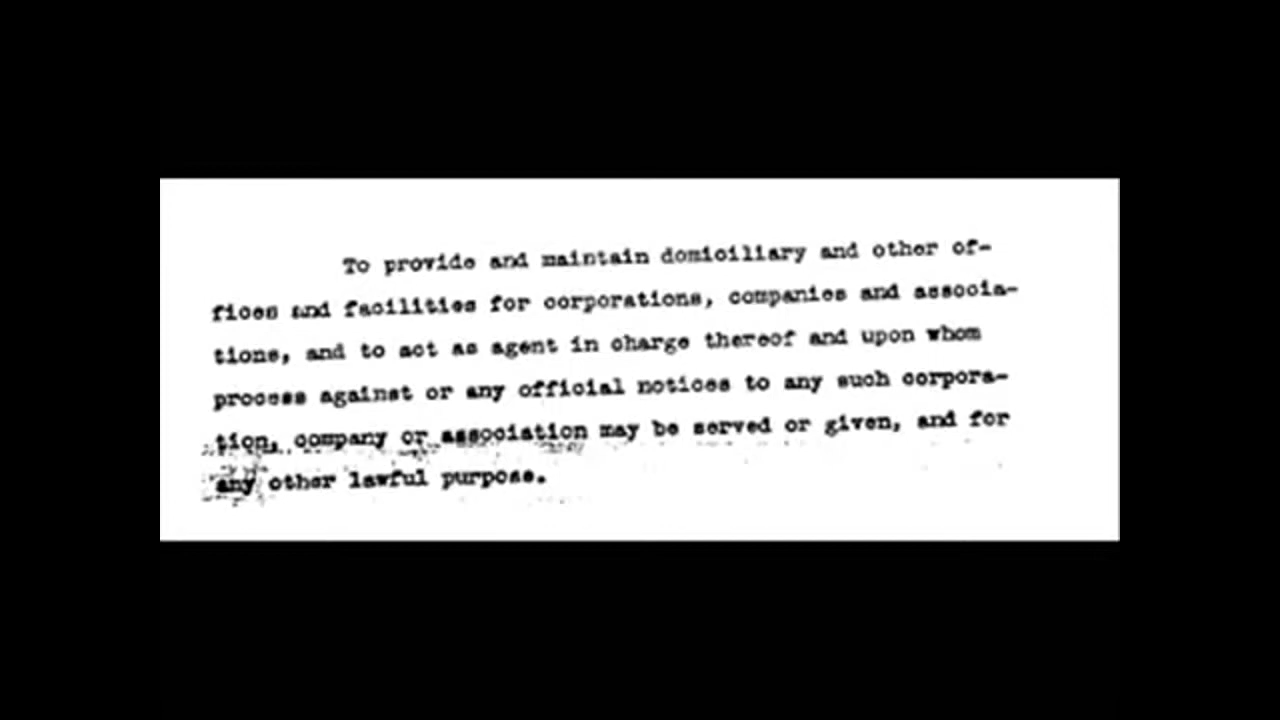 To provide and maintain domiciliary and other of-
fices and facilities for corporations, companies and associa-
tions, and to act as agent in charge thereof and upon whom
process against or any official notices to any such corpora-
tion, company or association may be served or given, and for
any other lawful purpose.